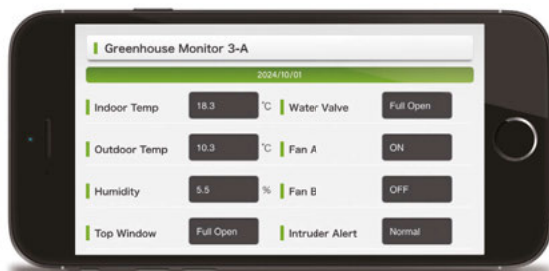 Greenhouse Monitor 3-A
2024/10/01
Indoor Temp 18.3 °C Water Valve Full Open
Outdoor Temp 10.3 °C Fan A ON
Humidity 5.5 % Fan B OFF
Top Window Full Open Intruder Alert Normal